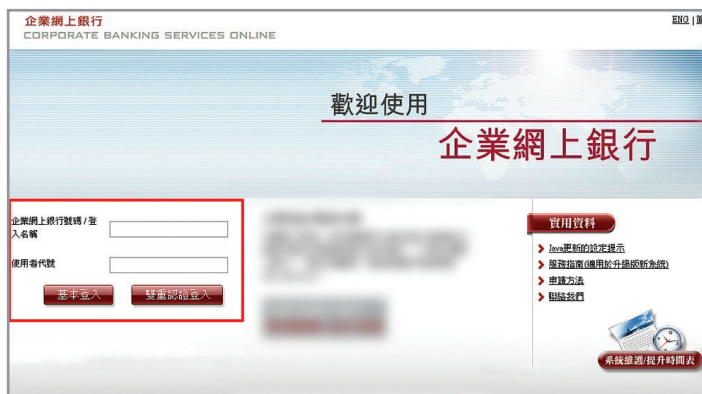 企業網上銀行
CORPORATE BANKING SERVICES ONLINE
ENG |
歡迎使用
企業網上銀行
企業網上銀行號碼 / 登
入名稱
使用者代號
基本登入
雙重認證登入
實用資料
Java更新的設定提示
服務指南(適用於升級版新系統)
申請方法
聯絡我們
系統維護/提升時間表